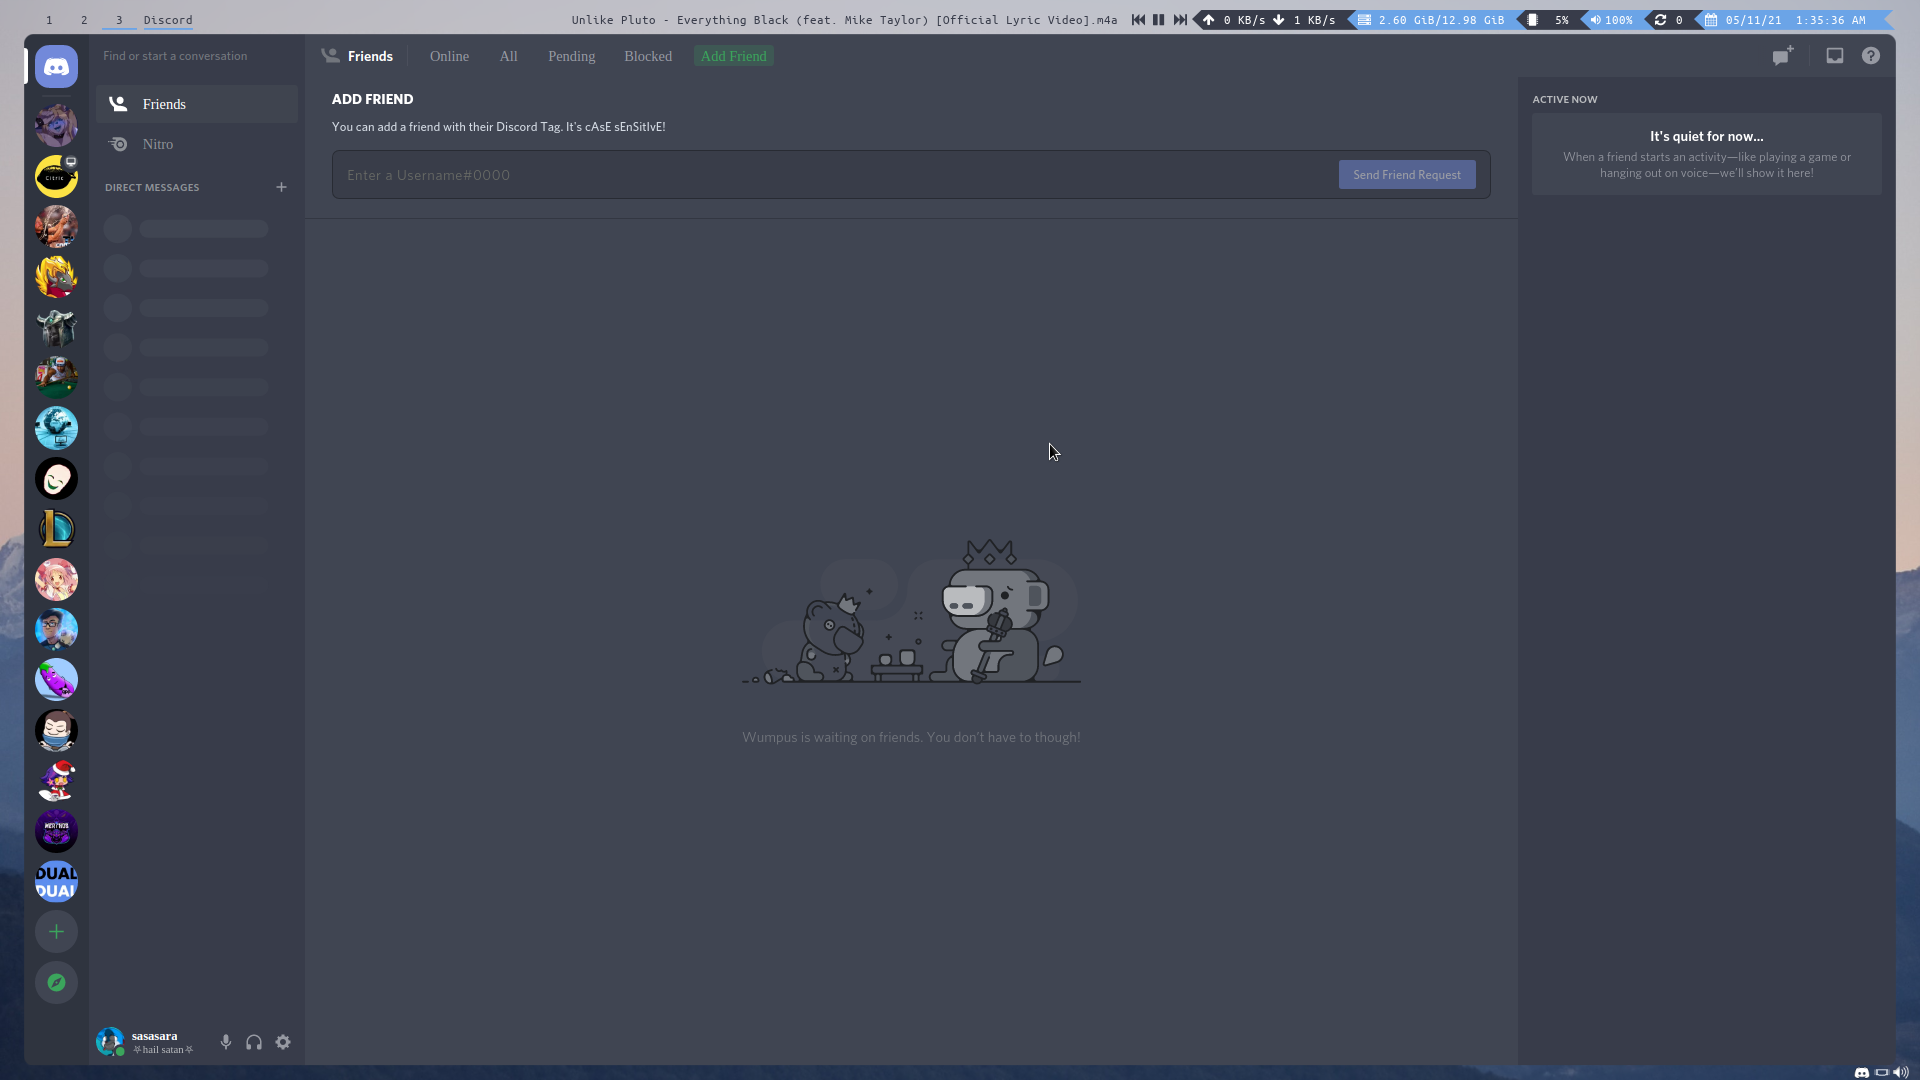 1 2 3 Discord
Unlike Pluto - Everything Black (feat. Mike Taylor) [Official Lyric Video].m4a
0 KB/s 1 KB/s
2.60 GiB/12.98 GiB
5%
100%
0
05/11/21 1:35:36 AM
Find or start a conversation
Friends
Nitro
DIRECT MESSAGES
Friends
Online
All
Pending
Blocked
Add Friend
ADD FRIEND
You can add a friend with their Discord Tag. It's cAsE sEnSitIvE!
Enter a Username#0000
Send Friend Request
Wumpus is waiting on friends. You don't have to though!
ACTIVE NOW
It's quiet for now...
When a friend starts an activity—like playing a game or
hanging out on voice—we'll show it here!
Citric
DUAL
DUAL
sasasara
⛧hail satan⛧